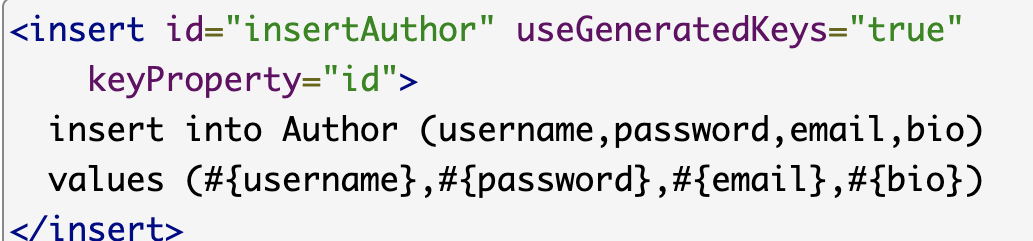 <insert id="insertAuthor" useGeneratedKeys="true"
    keyProperty="id">
  insert into Author (username,password,email,bio)
  values (#{username},#{password},#{email},#{bio})
</insert>